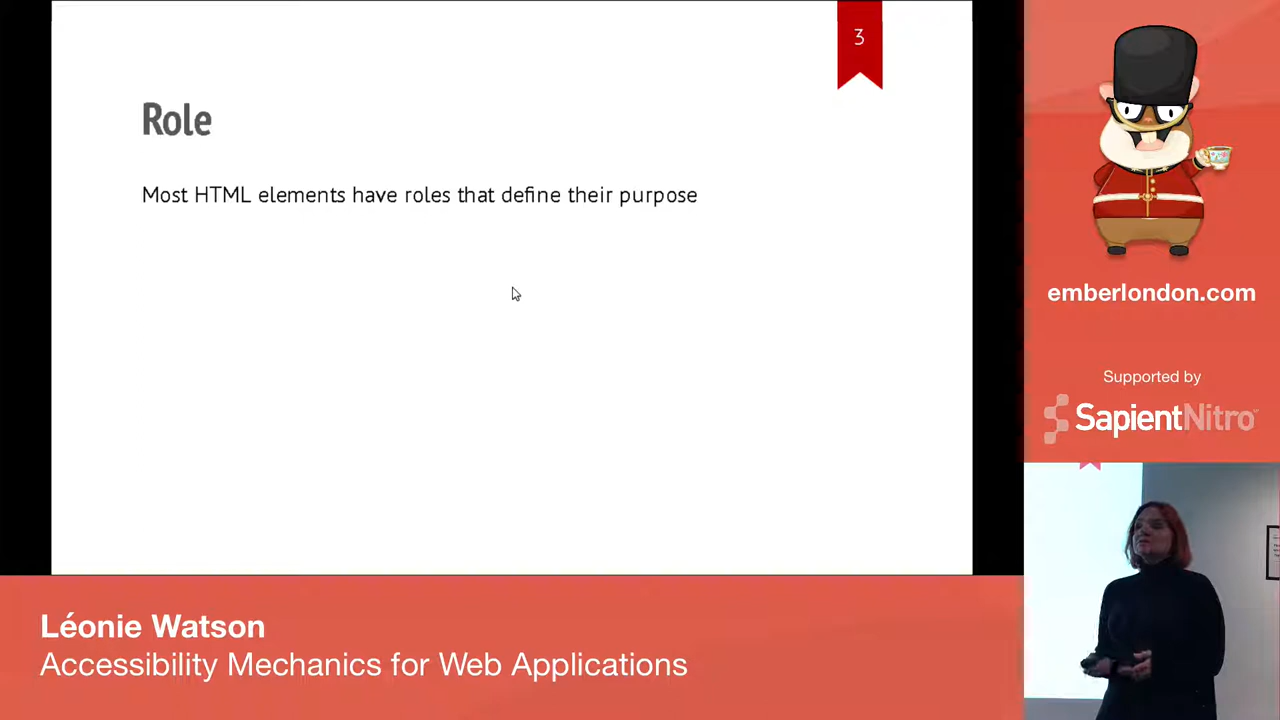 3
Role
Most HTML elements have roles that define their purpose
emberlondon.com
Supported by
SapientNitro
Léonie Watson
Accessibility Mechanics for Web Applications